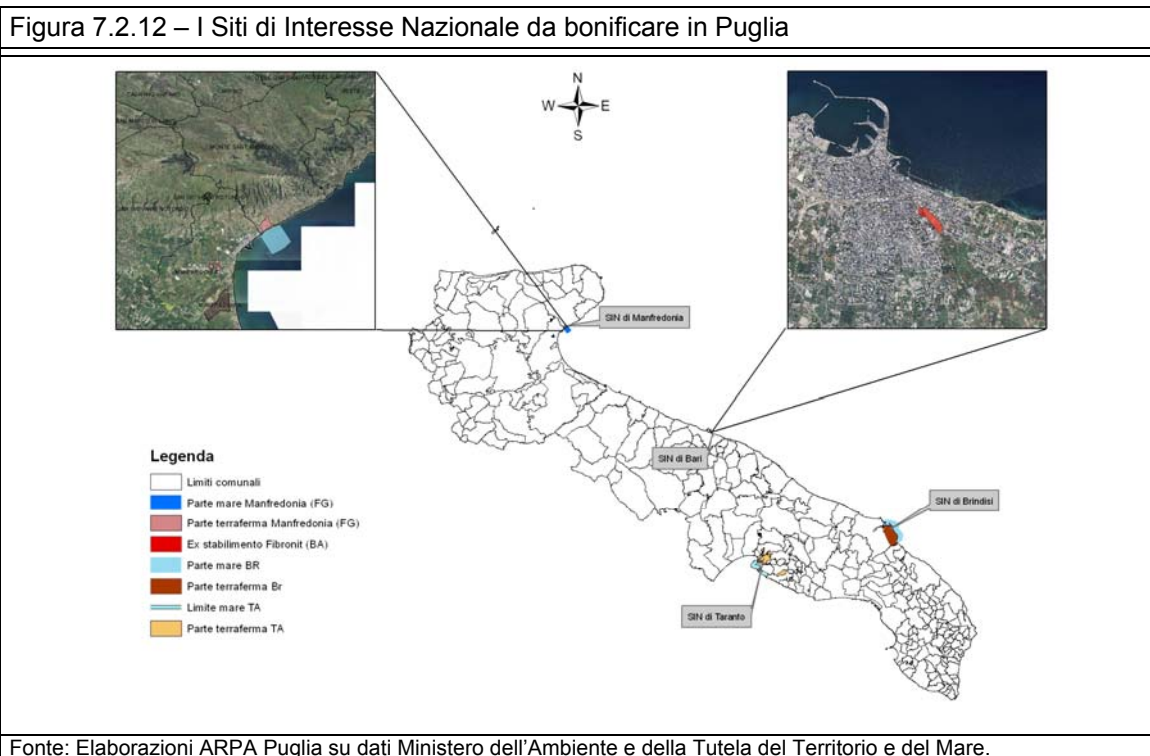 Figura 7.2.12 – I Siti di Interesse Nazionale da bonificare in Puglia
N
W E
S
SIN di Manfredonia
SIN di Bari
SIN di Brindisi
SIN di Taranto
Legenda
Limiti comunali
Parte mare Manfredonia (FG)
Parte terraferma Manfredonia (FG)
Ex stabilimento Fibronit (BA)
Parte mare BR
Parte terraferma Br
Limite mare TA
Parte terraferma TA
Fonte: Elaborazioni ARPA Puglia su dati Ministero dell'Ambiente e della Tutela del Territorio e del Mare.